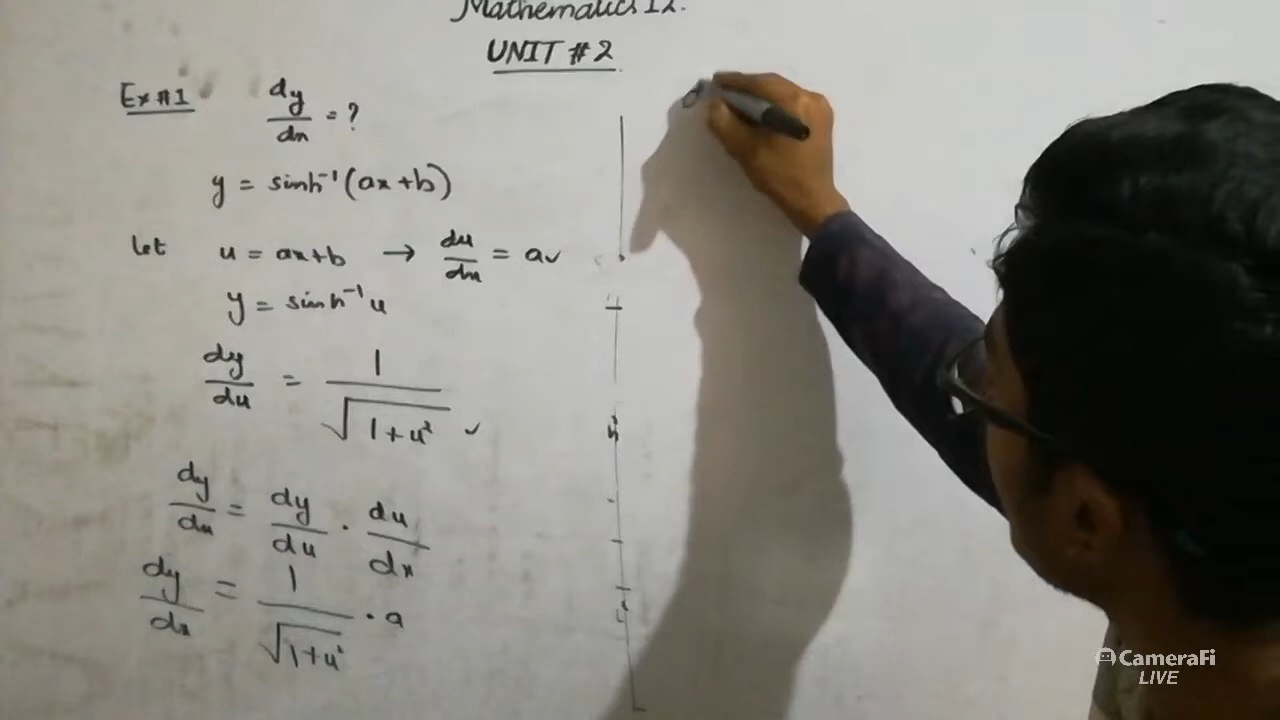 Mathematics 12.
UNIT # 2
Ex #1 dy/dx = ?
y = sinh⁻¹(ax+b)
let u = ax+b → du/dx = a ✓
y = sinh⁻¹ u
dy/du = 1/√(1+u²) ✓
dy/dx = dy/du · du/dx
dy/dx = 1/√(1+u²) · a
CameraFi
LIVE